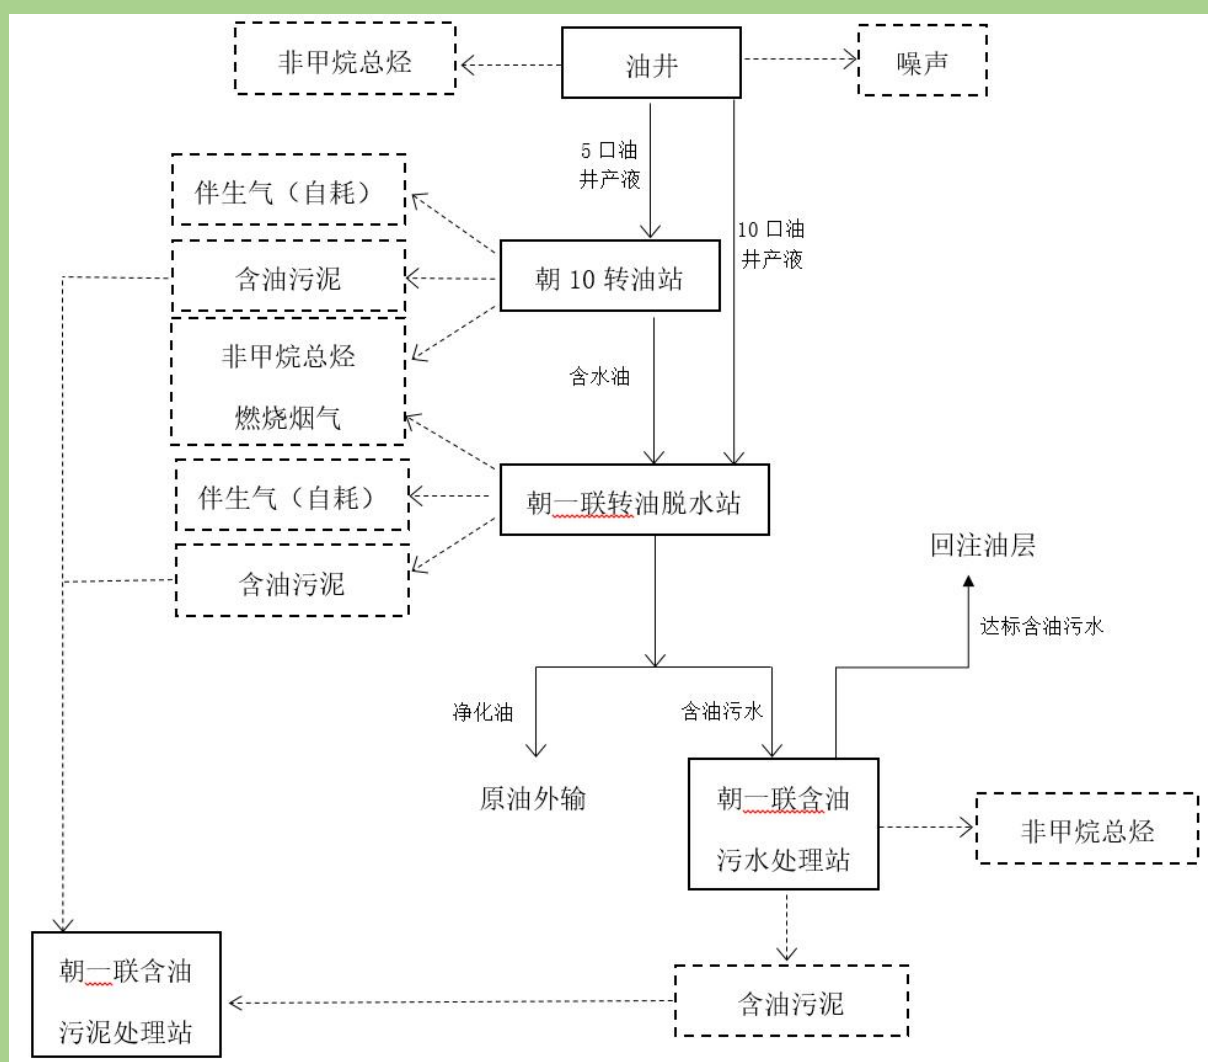 非甲烷总烃
油井
噪声
5 口油
井产液
伴生气（自耗）
10 口油
井产液
含油污泥
朝 10 转油站
非甲烷总烃
燃烧烟气
含水油
伴生气（自耗）
朝一联转油脱水站
含油污泥
回注油层
达标含油污水
净化油
含油污水
原油外输
朝一联含油
污水处理站
非甲烷总烃
朝一联含油
污泥处理站
含油污泥